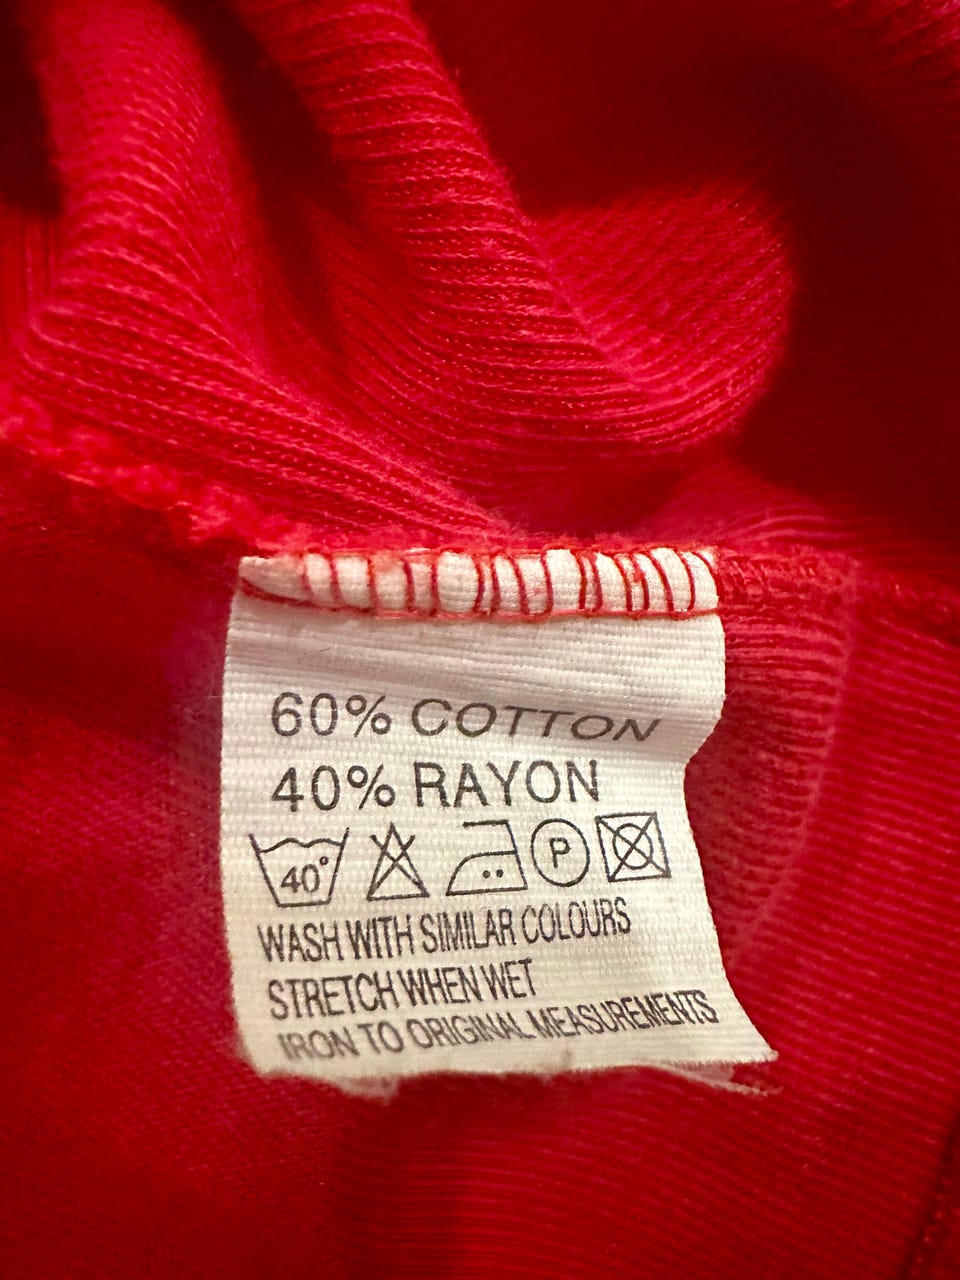 60% COTTON
40% RAYON
40° P
WASH WITH SIMILAR COLOURS
STRETCH WHEN WET
IRON TO ORIGINAL MEASUREMENTS